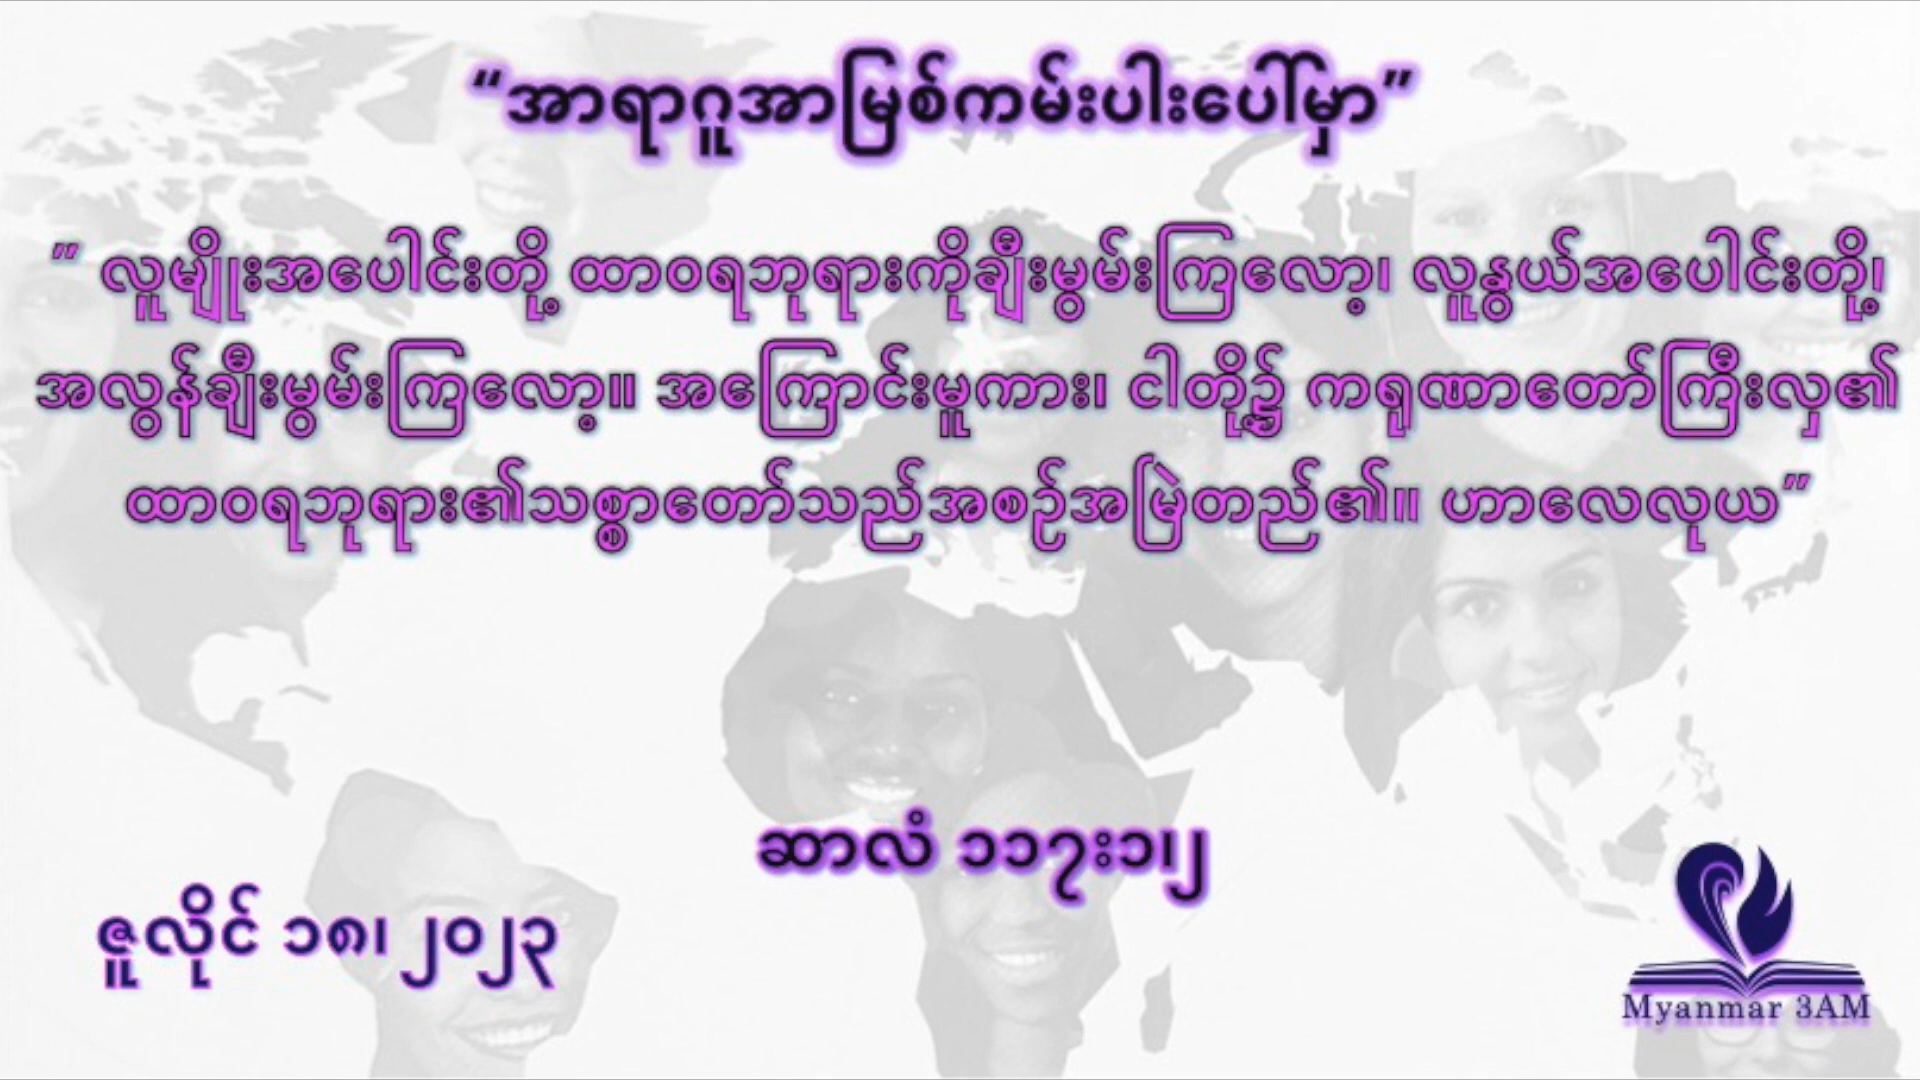 “အာရာဂူအာမြစ်ကမ်းပါးပေါ်မှာ”
” လူမျိုးအပေါင်းတို့ ထာဝရဘုရားကိုချီးမွမ်းကြလော့၊ လူနွယ်အပေါင်းတို့၊
အလွန်ချီးမွမ်းကြလော့။ အကြောင်းမူကား၊ ငါတို့၌ ကရုဏာတော်ကြီးလှ၏
ထာဝရဘုရား၏သစ္စာတော်သည်အစဉ်အမြဲတည်၏။ ဟာလေလုယ”
ဆာလံ ၁၁၇း၁၊၂
ဇူလိုင် ၁၈၊ ၂၀၂၃
Myanmar 3AM